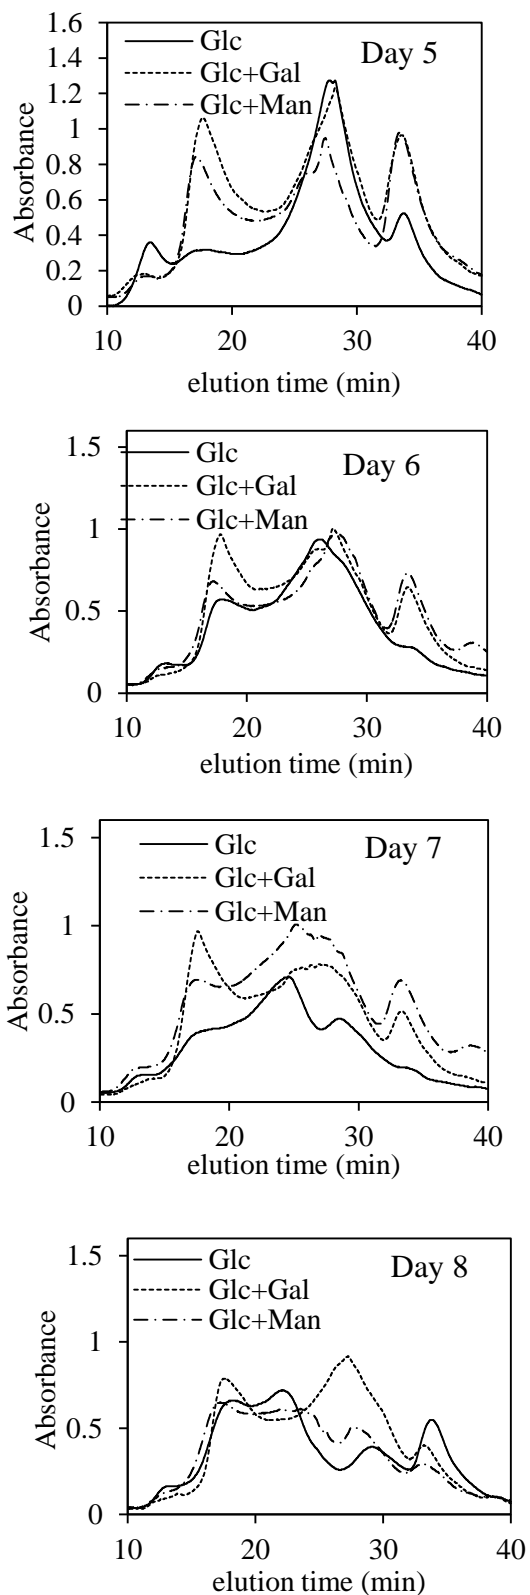 1.6
Glc
Day 5
1.4
Glc+Gal
1.2
Glc+Man
1
0.8
0.6
0.4
0.2
0
Absorbance
10 20 30 40
elution time (min)
1.5
Glc
Day 6
Glc+Gal
Glc+Man
1
0.5
0
Absorbance
10 20 30 40
elution time (min)
1.5
Glc
Day 7
Glc+Gal
Glc+Man
1
0.5
0
Absorbance
10 20 30 40
elution time (min)
1.5
Glc
Day 8
Glc+Gal
Glc+Man
1
0.5
0
Absorbance
10 20 30 40
elution time (min)